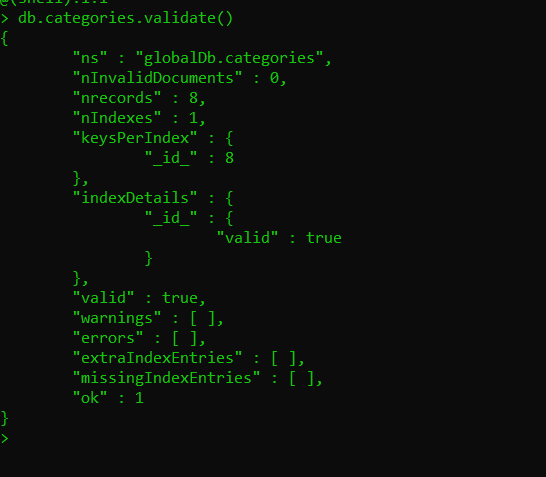 @(shell):1:1
> db.categories.validate()
{
        "ns" : "globalDb.categories",
        "nInvalidDocuments" : 0,
        "nrecords" : 8,
        "nIndexes" : 1,
        "keysPerIndex" : {
                "_id_" : 8
        },
        "indexDetails" : {
                "_id_" : {
                        "valid" : true
                }
        },
        "valid" : true,
        "warnings" : [ ],
        "errors" : [ ],
        "extraIndexEntries" : [ ],
        "missingIndexEntries" : [ ],
        "ok" : 1
}
>